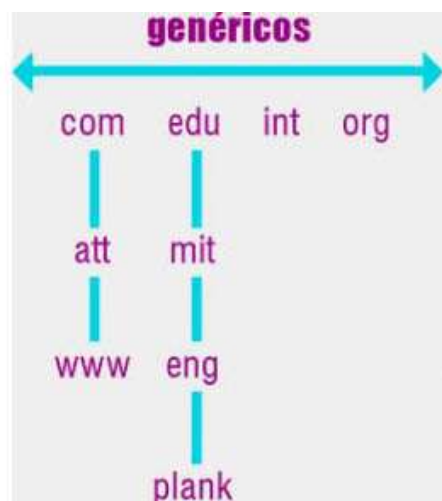 genéricos
com edu int org
att mit
www eng
plank